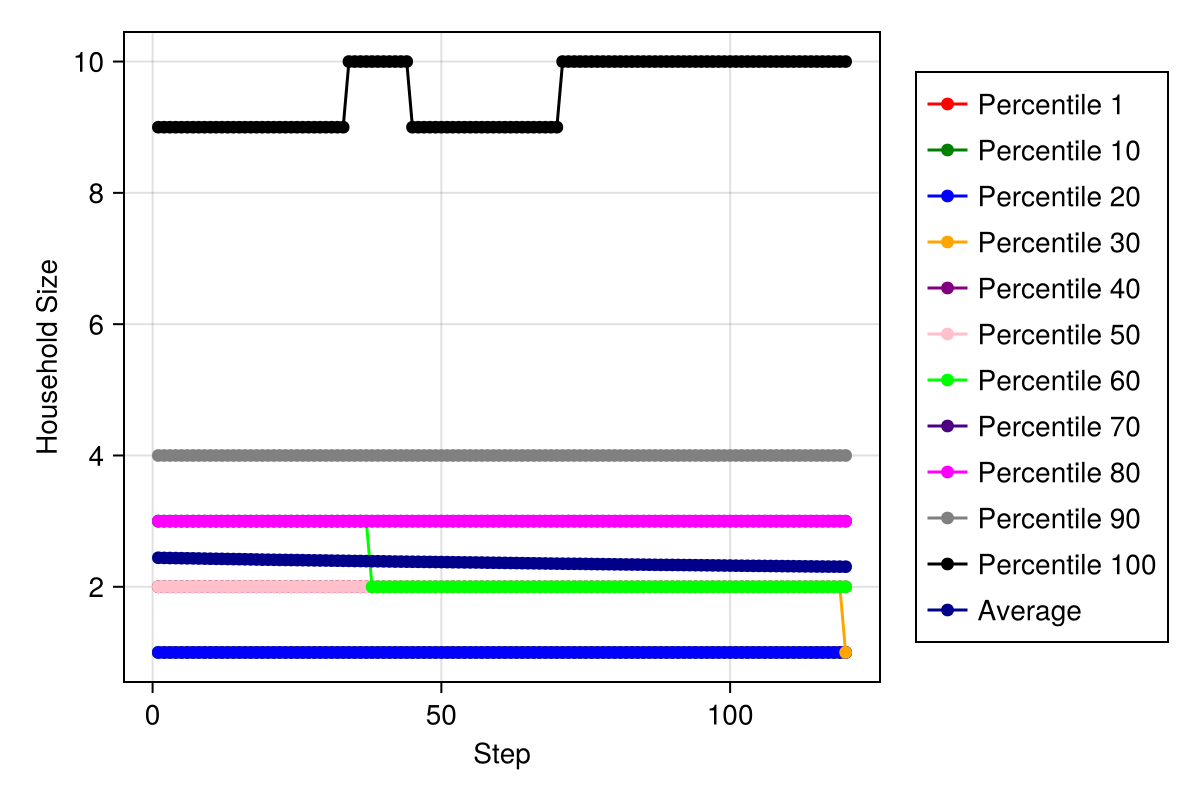 10
8
6
4
2
Household Size
0
50
100
Step
Percentile 1
Percentile 10
Percentile 20
Percentile 30
Percentile 40
Percentile 50
Percentile 60
Percentile 70
Percentile 80
Percentile 90
Percentile 100
Average